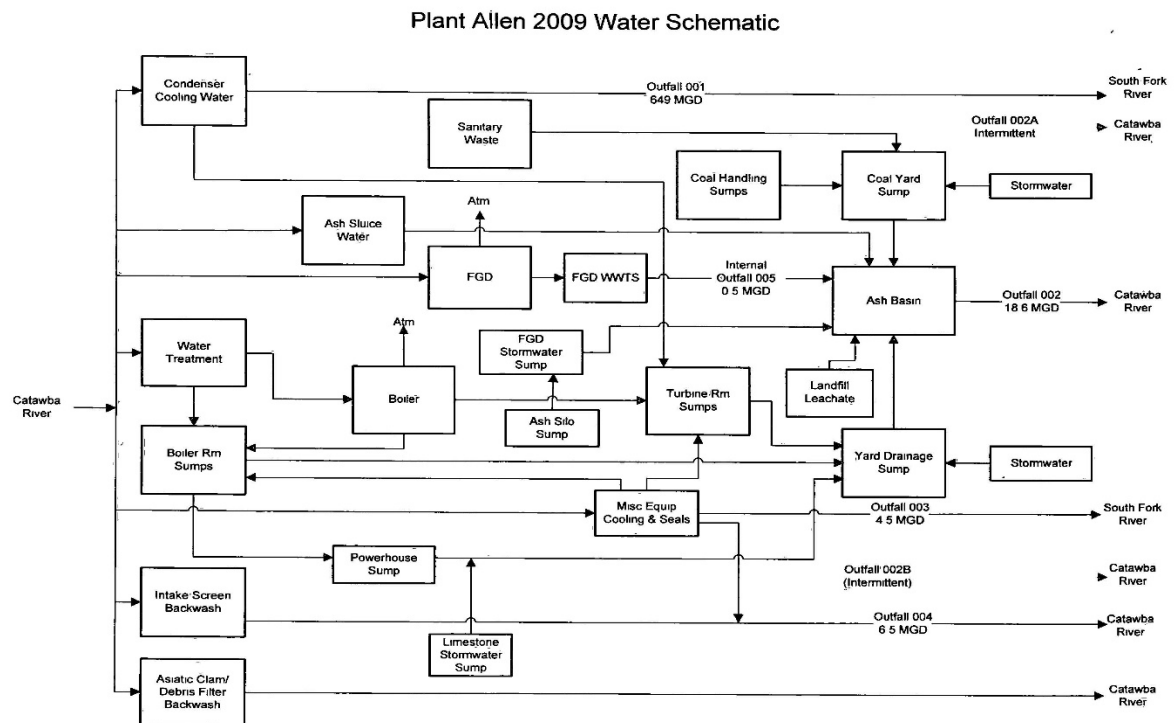 Plant Allen 2009 Water Schematic
Condenser
Cooling Water
Outfall 001
649 MGD
South Fork
River
Sanitary
Waste
Outfall 002A
Intermittent
Catawba
River
Coal Handling
Sumps
Coal Yard
Sump
Stormwater
Atm
Ash Sluice
Water
FGD
FGD WWTS
Internal
Outfall 005
0 5 MGD
Ash Basin
Outfall 002
18 6 MGD
Catawba
River
Atm
Water
Treatment
FGD
Stormwater
Sump
Boiler
Turbine Rm
Sumps
Landfill
Leachate
Catawba
River
Ash Silo
Sump
Boiler Rm
Sumps
Yard Drainage
Sump
Stormwater
Misc Equip
Cooling & Seals
Outfall 003
4 5 MGD
South Fork
River
Powerhouse
Sump
Outfall 002B
(Intermittent)
Catawba
River
Intake Screen
Backwash
Outfall 004
6 5 MGD
Catawba
River
Limestone
Stormwater
Sump
Asiatic Clam/
Debris Filter
Backwash
Catawba
River